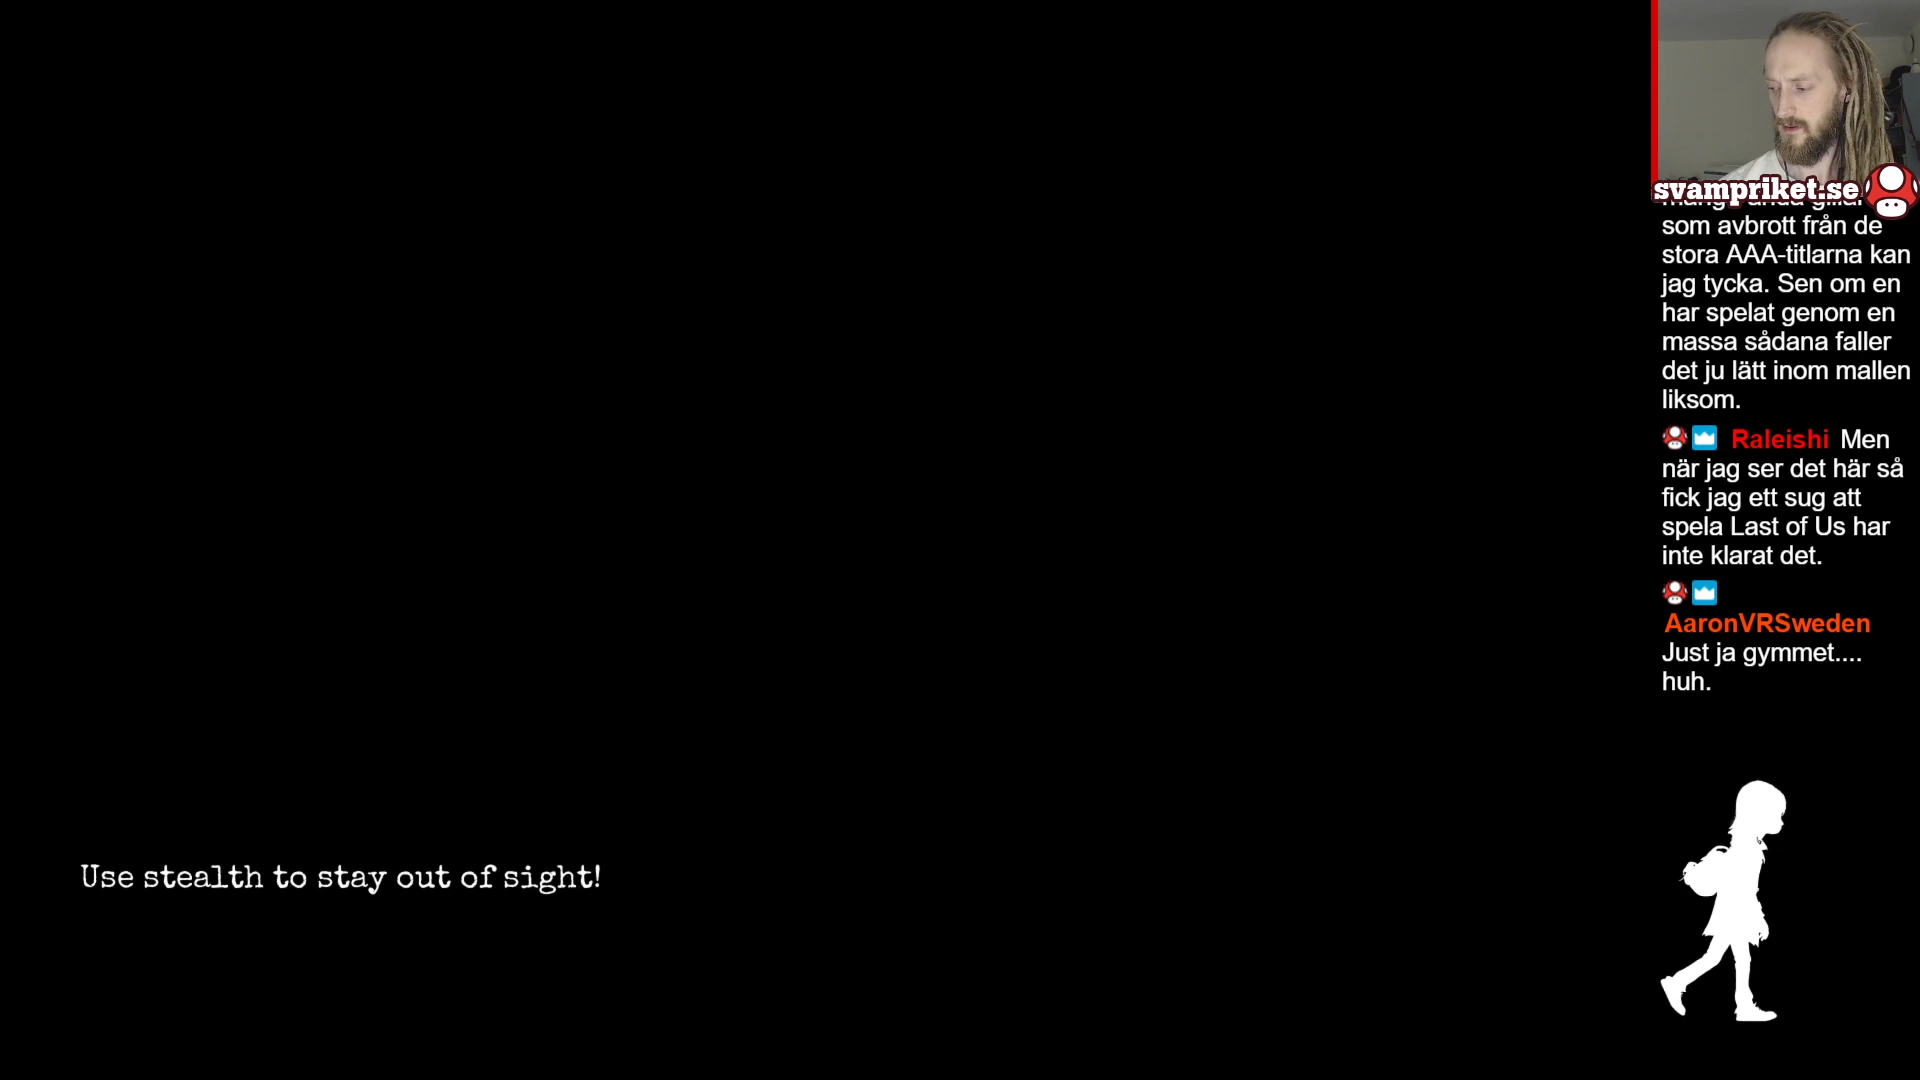 svampriket.se
som avbrott från de
stora AAA-titlarna kan
jag tycka. Sen om en
har spelat genom en
massa sådana faller
det ju lätt inom mallen
liksom.
Raleishi Men
när jag ser det här så
fick jag ett sug att
spela Last of Us har
inte klarat det.
AaronVRSweden
Just ja gymmet....
huh.
Use stealth to stay out of sight!